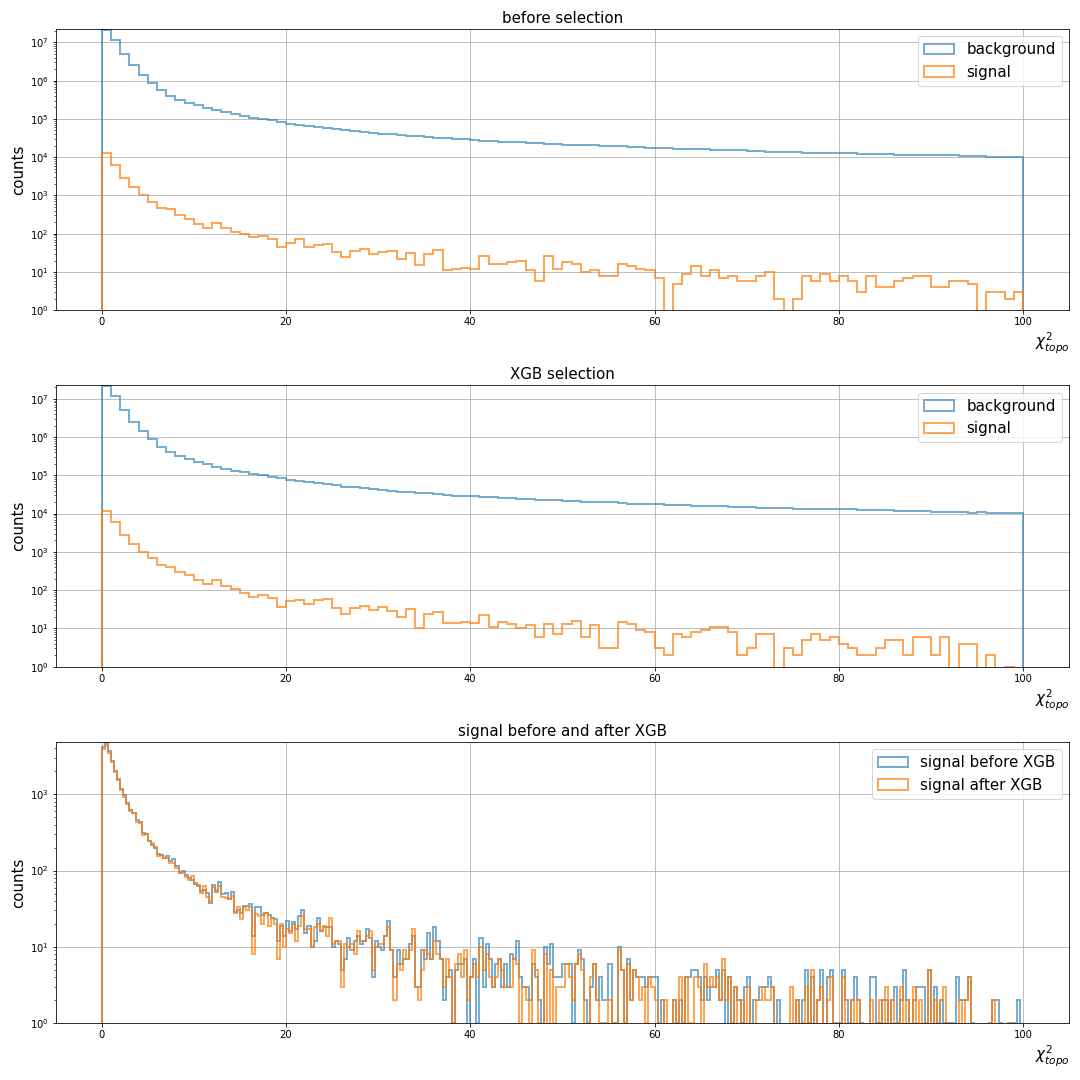 before selection
background
signal
counts
10⁷
10⁶
10⁵
10⁴
10³
10²
10¹
10⁰
0 20 40 60 80 100
χ²topo
XGB selection
background
signal
counts
10⁷
10⁶
10⁵
10⁴
10³
10²
10¹
10⁰
0 20 40 60 80 100
χ²topo
signal before and after XGB
signal before XGB
signal after XGB
counts
10³
10²
10¹
10⁰
0 20 40 60 80 100
χ²topo